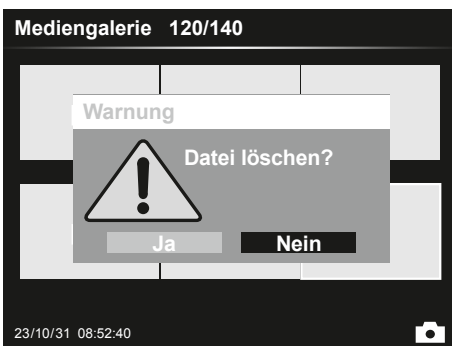 Mediengalerie 120/140
Warnung
Datei löschen?
Ja Nein
23/10/31 08:52:40